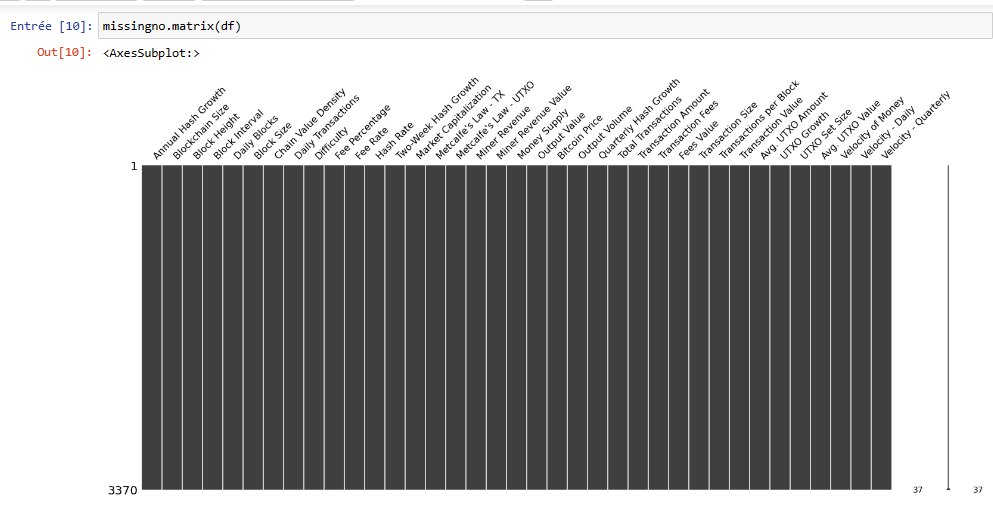 Entrée [10]: missingno.matrix(df)
Out[10]: <AxesSubplot:>
Annual Hash Growth
Blockchain Size
Block Height
Block Interval
Daily Blocks
Block Size
Chain Value Density
Daily Transactions
Difficulty
Fee Percentage
Fee Rate
Hash Rate
Two-Week Hash Growth
Market Capitalization
Metcalfe's Law - TX
Metcalfe's Law - UTXO
Miner Revenue
Miner Revenue Value
Money Supply
Output Value
Bitcoin Price
Output Volume
Quarterly Hash Growth
Total Transactions
Transaction Amount
Transaction Fees
Fees Value
Transaction Size
Transactions per Block
Transaction Value
Avg. UTXO Amount
UTXO Growth
UTXO Set Size
Avg. UTXO Value
Velocity of Money
Velocity - Daily
Velocity - Quarterly
1
3370
37
37